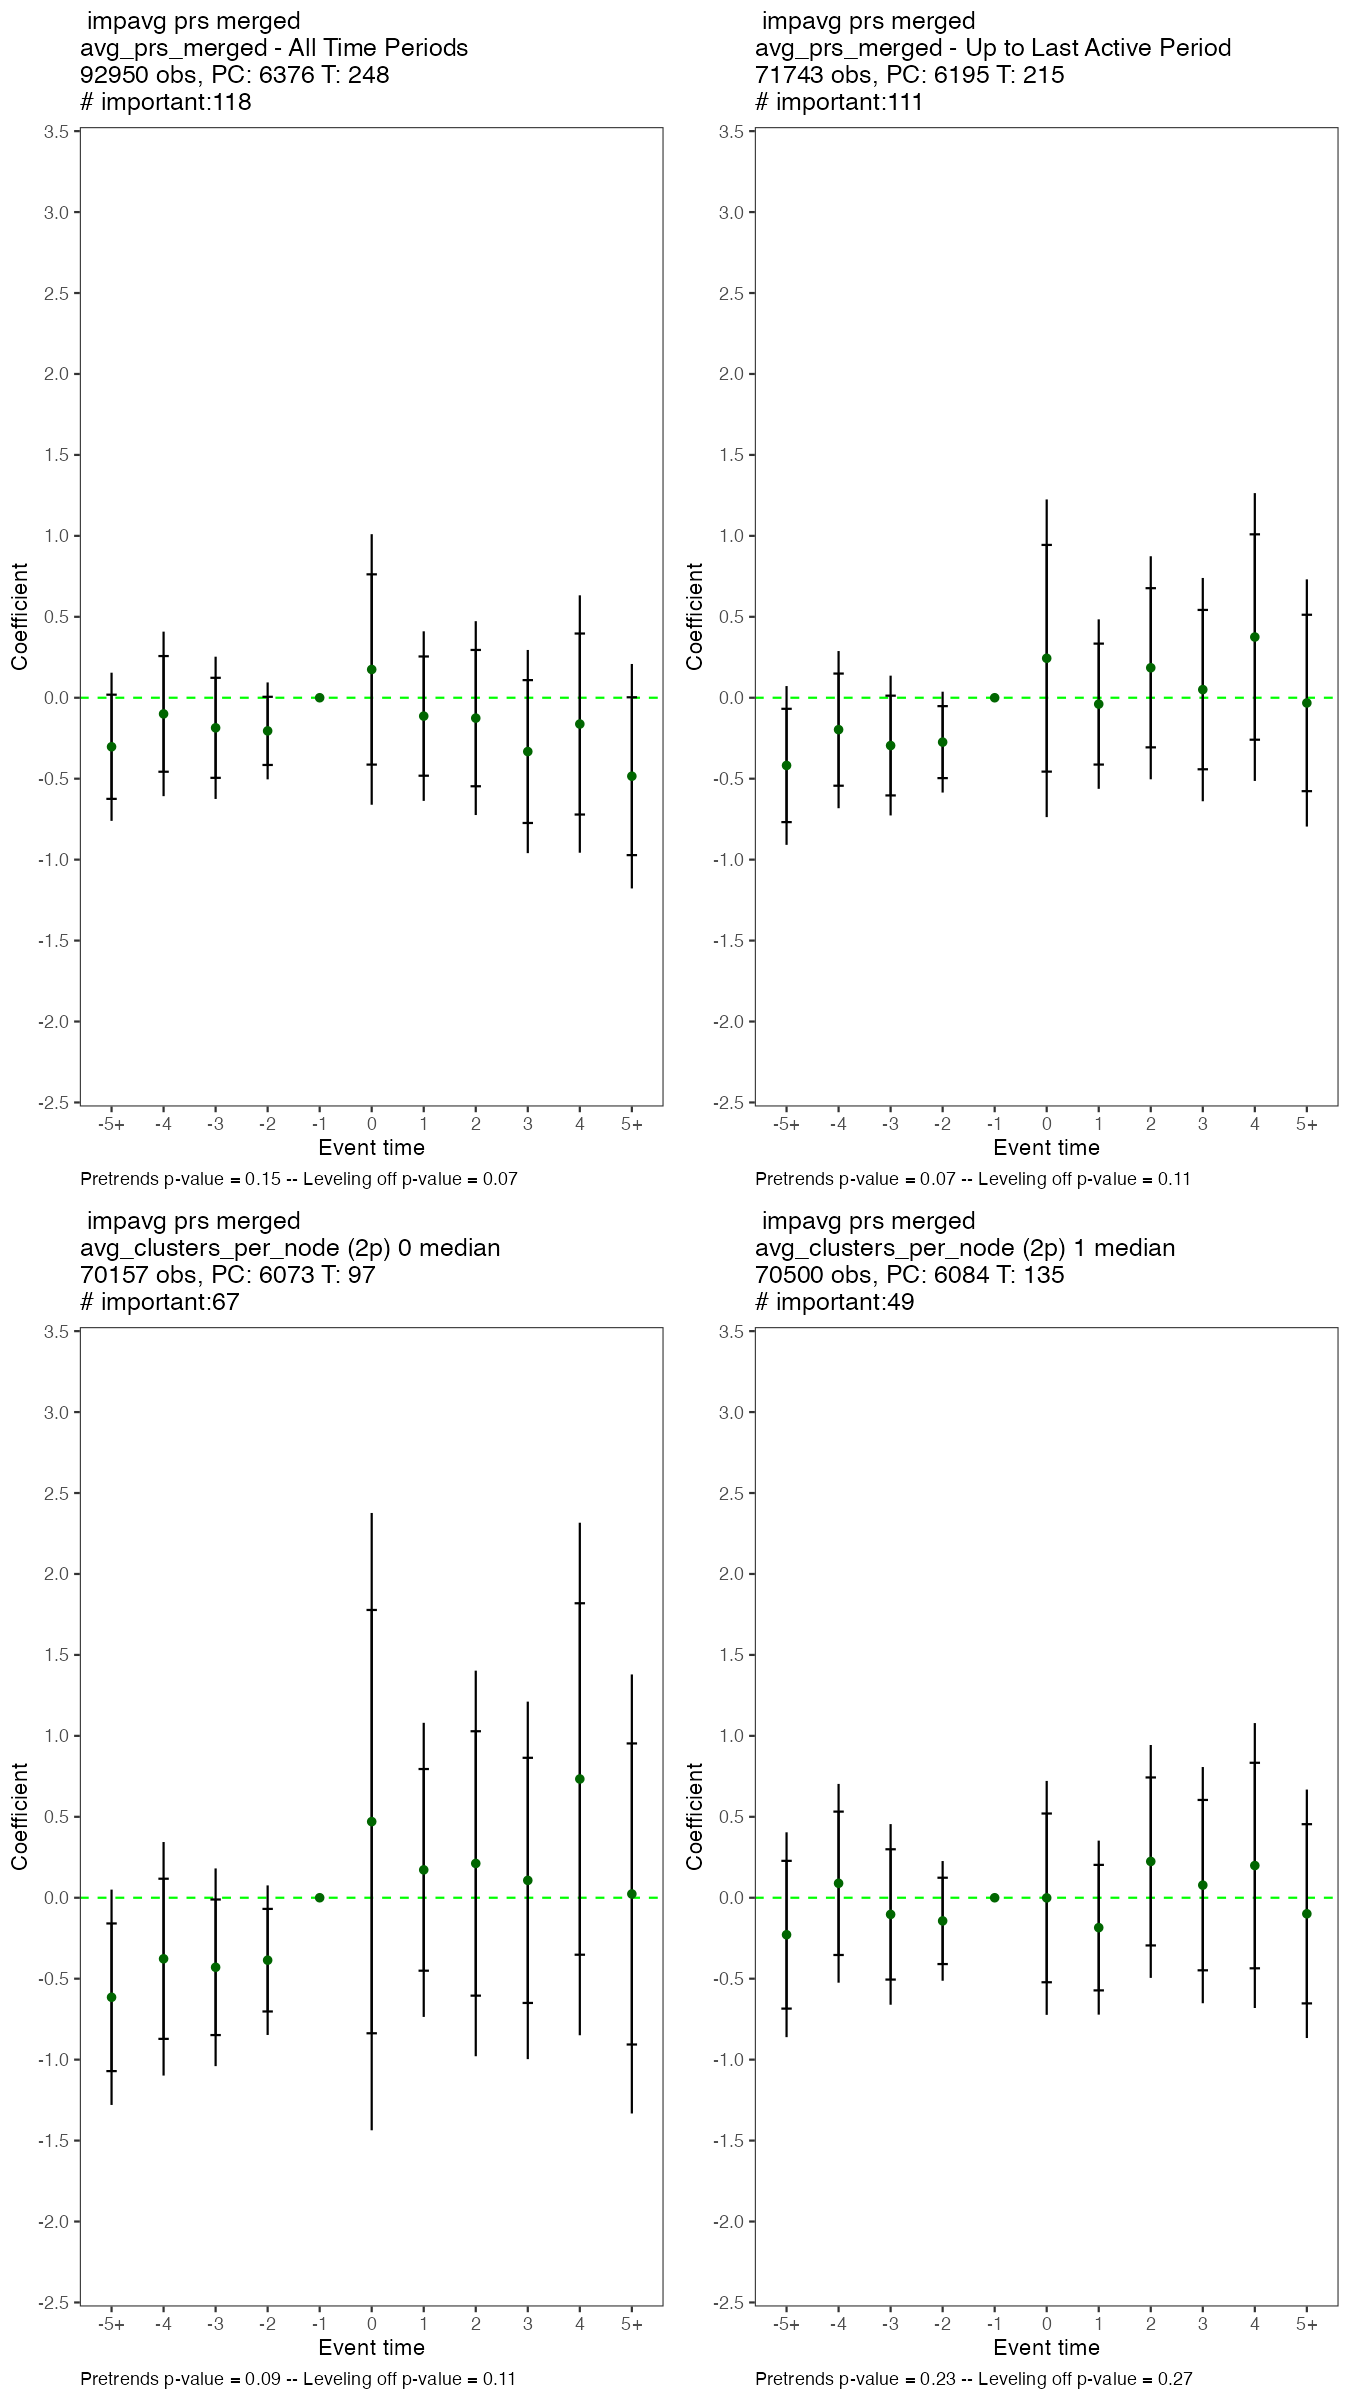 impavg prs merged
avg_prs_merged - All Time Periods
92950 obs, PC: 6376 T: 248
# important:118
3.5
3.0
2.5
2.0
1.5
1.0
0.5
0.0
-0.5
-1.0
-1.5
-2.0
-2.5
Coefficient
-5+ -4 -3 -2 -1 0 1 2 3 4 5+
Event time
Pretrends p-value = 0.15 -- Leveling off p-value = 0.07
impavg prs merged
avg_prs_merged - Up to Last Active Period
71743 obs, PC: 6195 T: 215
# important:111
3.5
3.0
2.5
2.0
1.5
1.0
0.5
0.0
-0.5
-1.0
-1.5
-2.0
-2.5
Coefficient
-5+ -4 -3 -2 -1 0 1 2 3 4 5+
Event time
Pretrends p-value = 0.07 -- Leveling off p-value = 0.11
impavg prs merged
avg_clusters_per_node (2p) 0 median
70157 obs, PC: 6073 T: 97
# important:67
3.5
3.0
2.5
2.0
1.5
1.0
0.5
0.0
-0.5
-1.0
-1.5
-2.0
-2.5
Coefficient
-5+ -4 -3 -2 -1 0 1 2 3 4 5+
Event time
Pretrends p-value = 0.09 -- Leveling off p-value = 0.11
impavg prs merged
avg_clusters_per_node (2p) 1 median
70500 obs, PC: 6084 T: 135
# important:49
3.5
3.0
2.5
2.0
1.5
1.0
0.5
0.0
-0.5
-1.0
-1.5
-2.0
-2.5
Coefficient
-5+ -4 -3 -2 -1 0 1 2 3 4 5+
Event time
Pretrends p-value = 0.23 -- Leveling off p-value = 0.27